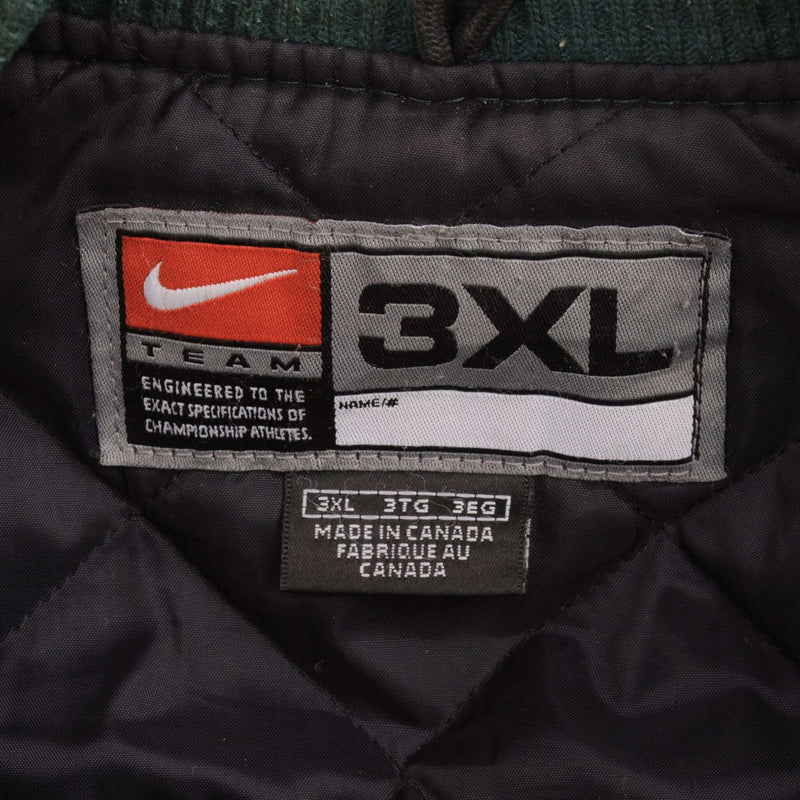 TEAM
3XL
ENGINEERED TO THE
EXACT SPECIFICATIONS OF
CHAMPIONSHIP ATHLETES.
NAME/#
3XL 3TG 3EG
MADE IN CANADA
FABRIQUE AU
CANADA